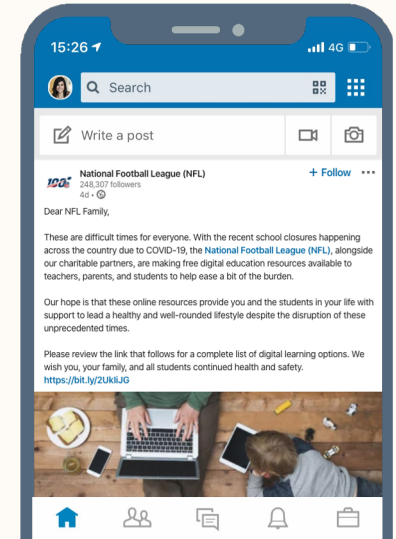 15:26
4G
Search
Write a post
100
National Football League (NFL)
+ Follow
248,307 followers
4d •
Dear NFL Family,
These are difficult times for everyone. With the recent school closures happening
across the country due to COVID-19, the National Football League (NFL), alongside
our charitable partners, are making free digital education resources available to
teachers, parents, and students to help ease a bit of the burden.
Our hope is that these online resources provide you and the students in your life with
support to lead a healthy and well-rounded lifestyle despite the disruption of these
unprecedented times.
Please review the link that follows for a complete list of digital learning options. We
wish you, your family, and all students continued health and safety.
https://bit.ly/2UkliJG